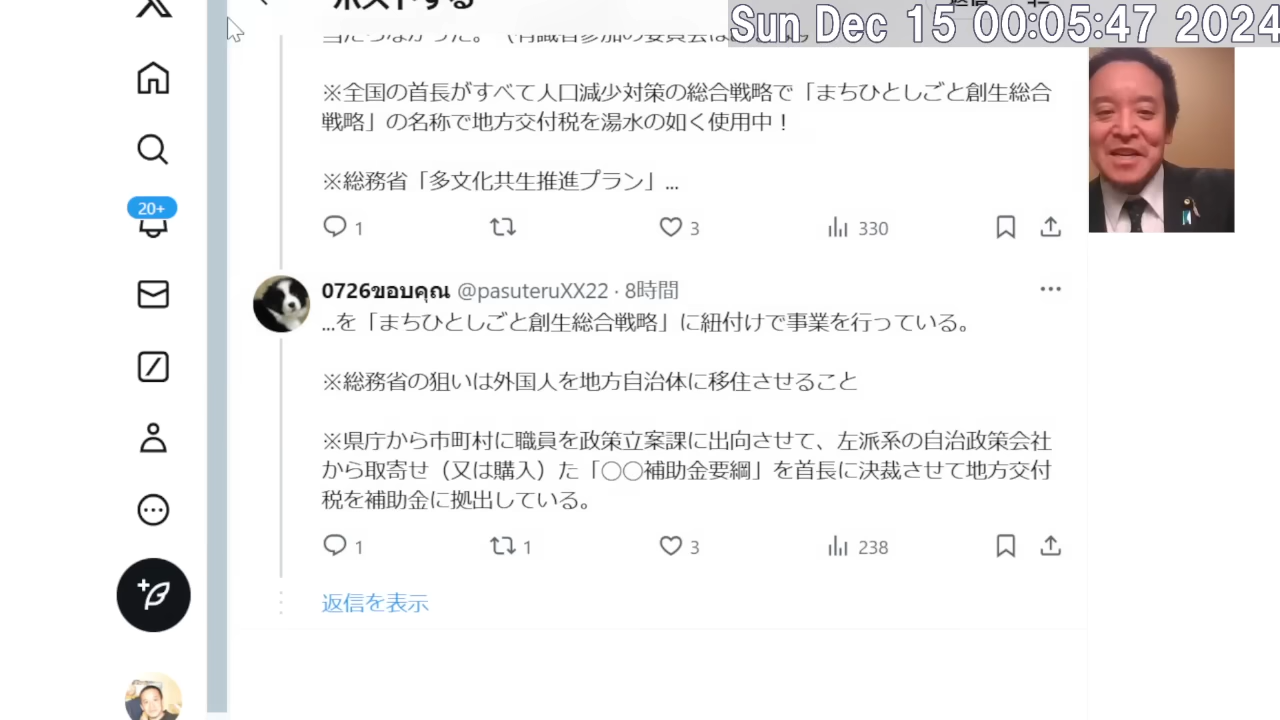 ポストする
Sun Dec 15 00:05:47 2024
※全国の首長がすべて人口減少対策の総合戦略で「まちひとしごと創生総合
戦略」の名称で地方交付税を湯水の如く使用中！
※総務省「多文化共生推進プラン」...
1
3
330
20+
0726ขอบคุณ @pasuteruXX22 · 8時間
...を「まちひとしごと創生総合戦略」に紐付けで事業を行っている。
※総務省の狙いは外国人を地方自治体に移住させること
※県庁から市町村に職員を政策立案課に出向させて、左派系の自治政策会社
から取寄せ（又は購入）た「〇〇補助金要綱」を首長に決裁させて地方交付
税を補助金に拠出している。
1
1
3
238
返信を表示